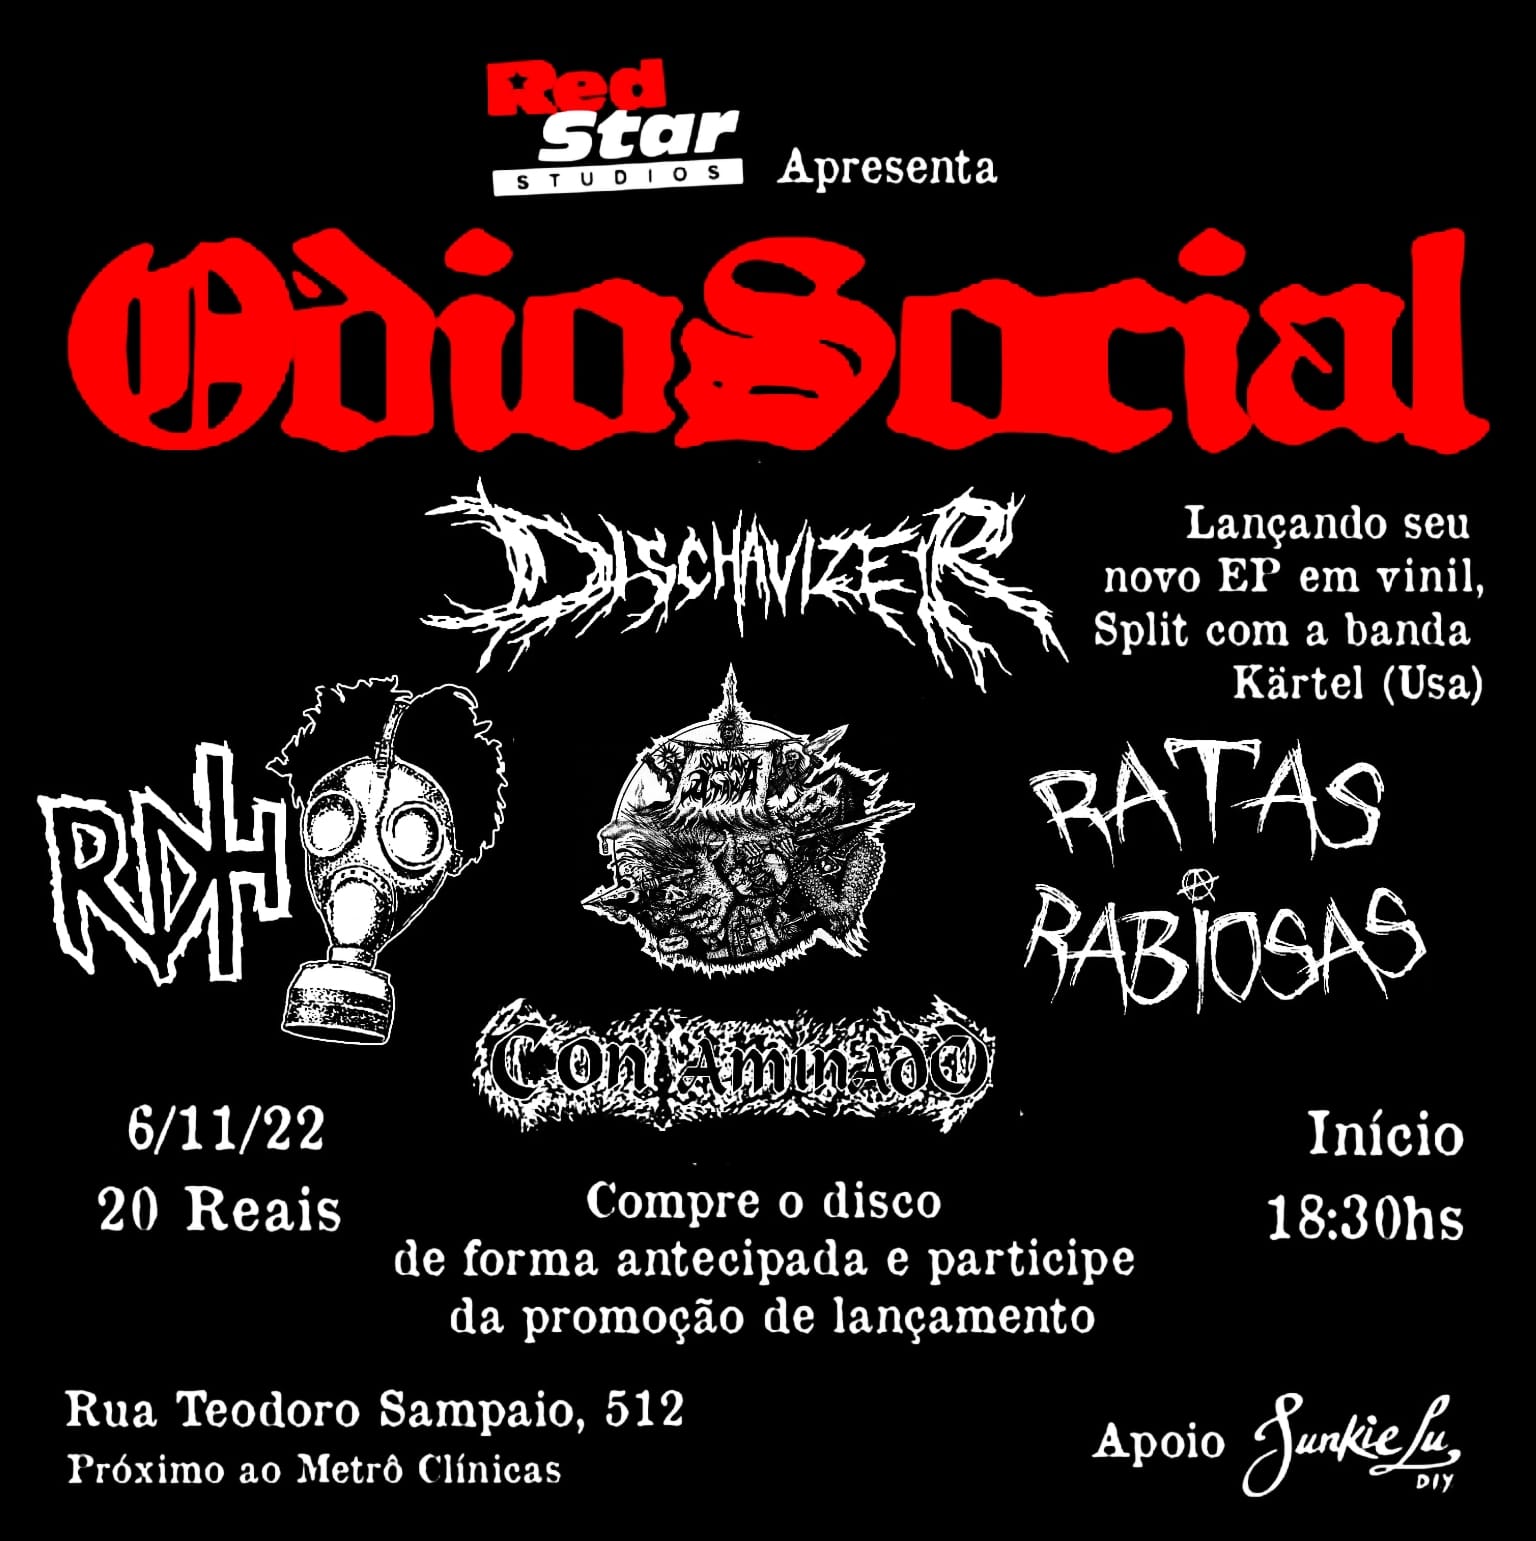 Red
Star
STUDIOS
Apresenta
OdioSocial
DISCHAVIZER
Lançando seu
novo EP em vinil,
Split com a banda
Kärtel (Usa)
RDH
RATAS
RABIOSAS
CONTAMINADO
6/11/22
20 Reais
Início
18:30hs
Compre o disco
de forma antecipada e participe
da promoção de lançamento
Rua Teodoro Sampaio, 512
Próximo ao Metrô Clínicas
Apoio Junkie Lu
DIY